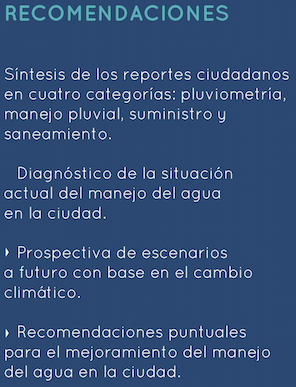 RECOMENDACIONES
Síntesis de los reportes ciudadanos
en cuatro categorías: pluviometría,
manejo pluvial, suministro y
saneamiento.
Diagnóstico de la situación
actual del manejo del agua
en la ciudad.
Prospectiva de escenarios
a futuro con base en el cambio
climático.
Recomendaciones puntuales
para el mejoramiento del manejo
del agua en la ciudad.